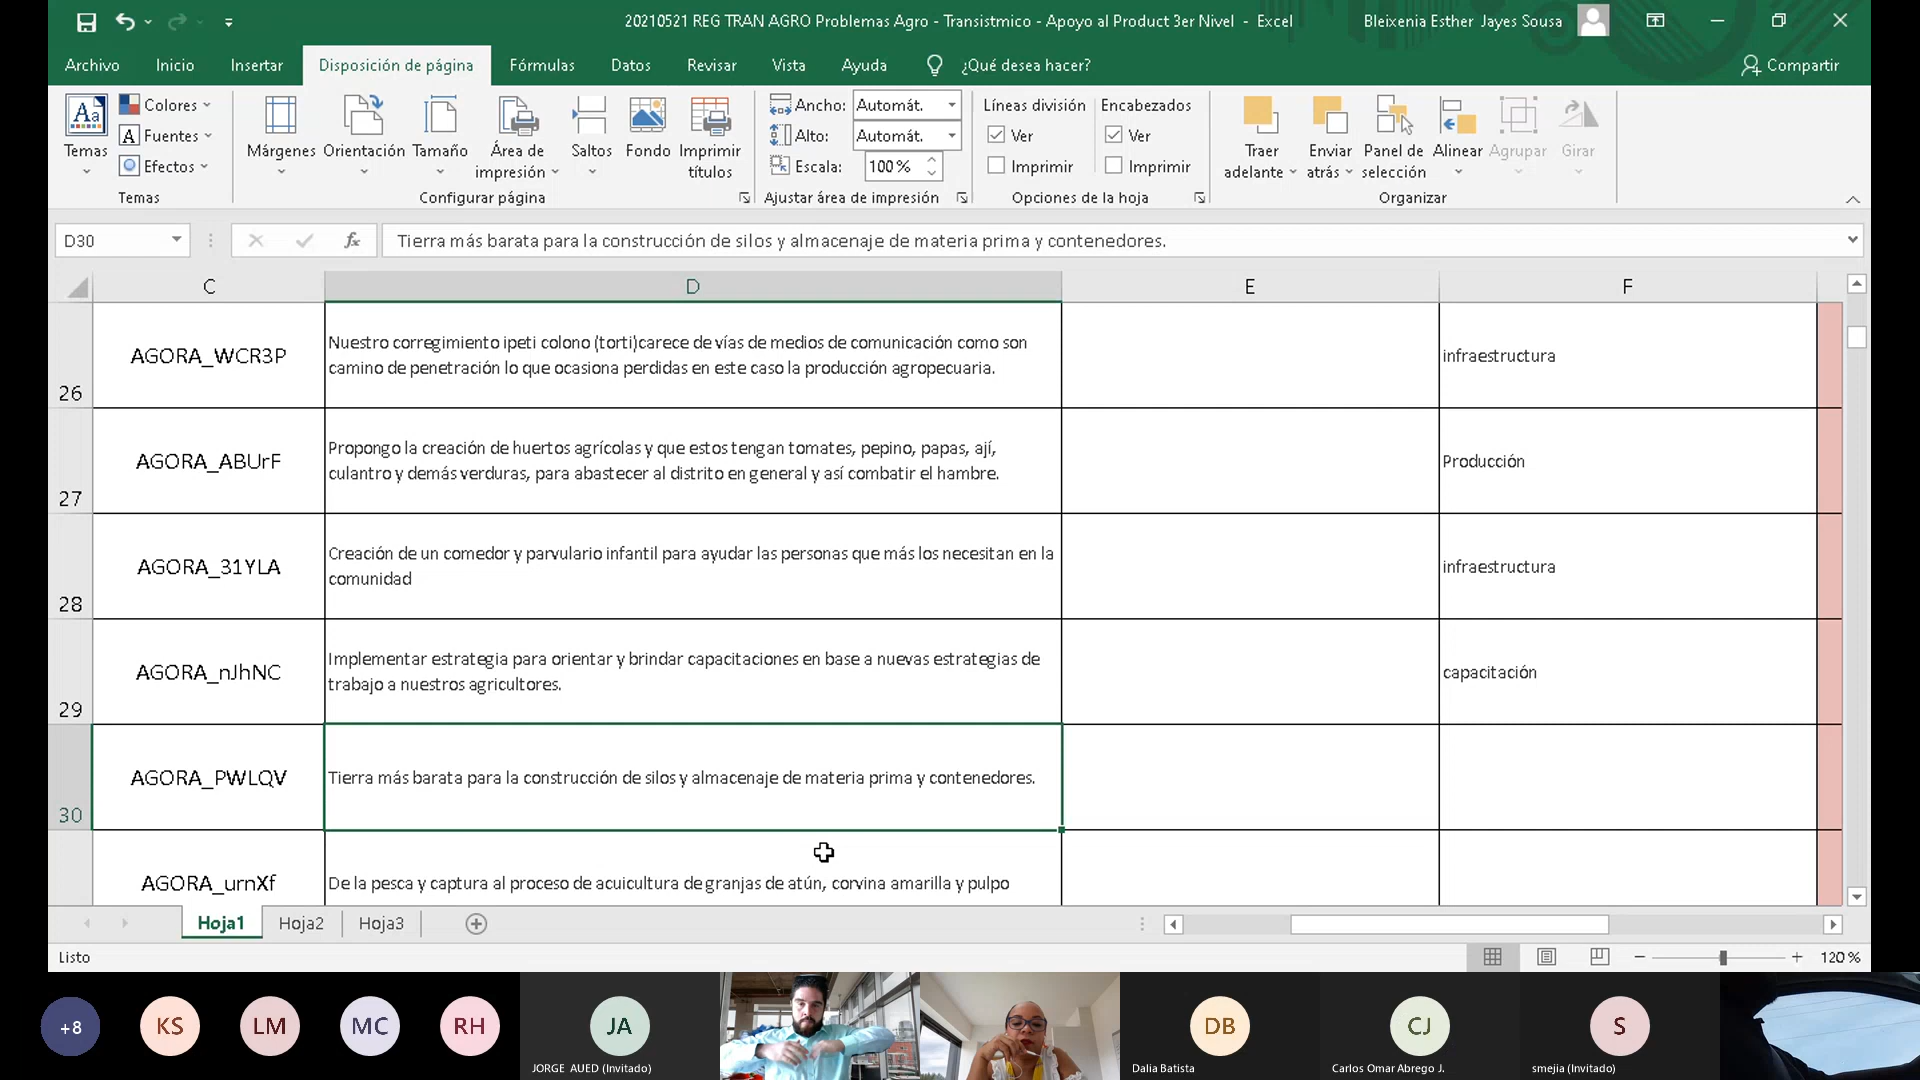 20210521 REG TRAN AGRO Problemas Agro - Transistmico - Apoyo al Product 3er Nivel - Excel
Bleixenia Esther Jayes Sousa
Archivo Inicio Insertar Disposición de página Fórmulas Datos Revisar Vista Ayuda ¿Qué desea hacer? Compartir
Temas
Colores
Fuentes
Efectos
Temas
Márgenes Orientación Tamaño Área de impresión Saltos Fondo Imprimir títulos
Configurar página
Ancho: Automát.
Alto: Automát.
Escala: 100 %
Ajustar área de impresión
Líneas división
Ver
Imprimir
Encabezados
Ver
Imprimir
Opciones de la hoja
Traer adelante Enviar atrás Panel de selección Alinear Agrupar Girar
Organizar
D30 fx Tierra más barata para la construcción de silos y almacenaje de materia prima y contenedores.
C D E F
26 AGORA_WCR3P
Nuestro corregimiento ipeti colono (torti)carece de vías de medios de comunicación como son
camino de penetración lo que ocasiona perdidas en este caso la producción agropecuaria.
infraestructura
27 AGORA_ABUrF
Propongo la creación de huertos agrícolas y que estos tengan tomates, pepino, papas, ají,
culantro y demás verduras, para abastecer al distrito en general y así combatir el hambre.
Producción
28 AGORA_31YLA
Creación de un comedor y parvulario infantil para ayudar las personas que más los necesitan en la
comunidad
infraestructura
29 AGORA_nJhNC
Implementar estrategia para orientar y brindar capacitaciones en base a nuevas estrategias de
trabajo a nuestros agricultores.
capacitación
30 AGORA_PWLQV
Tierra más barata para la construcción de silos y almacenaje de materia prima y contenedores.
AGORA_urnXf
De la pesca y captura al proceso de acuicultura de granjas de atún, corvina amarilla y pulpo
Hoja1 Hoja2 Hoja3
Listo
120 %
+8 KS LM MC RH JA DB CJ S
JORGE AUED (Invitado)
Dalia Batista
Carlos Omar Abrego J.
smejia (Invitado)